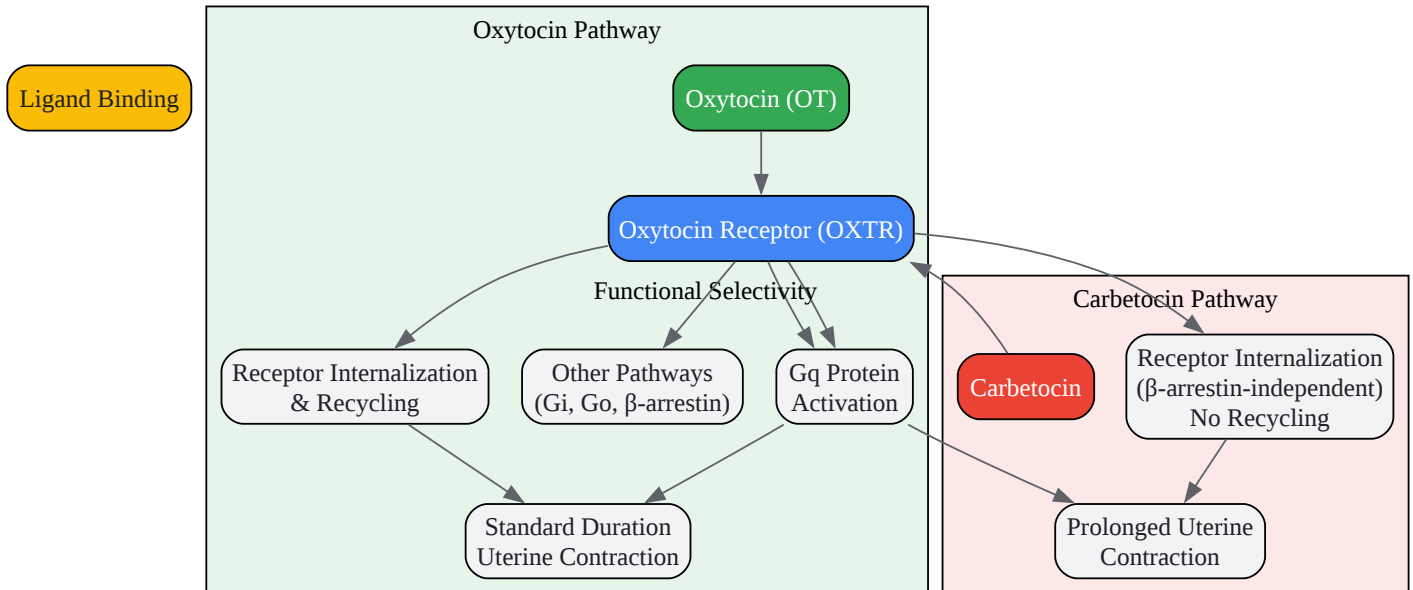 Oxytocin Pathway
Ligand Binding
Oxytocin (OT)
Oxytocin Receptor (OXTR)
Functional Selectivity
Carbetocin Pathway
Receptor Internalization
& Recycling
Other Pathways
(Gi, Go, β-arrestin)
Gq Protein
Activation
Carbetocin
Receptor Internalization
(β-arrestin-independent)
No Recycling
Standard Duration
Uterine Contraction
Prolonged Uterine
Contraction